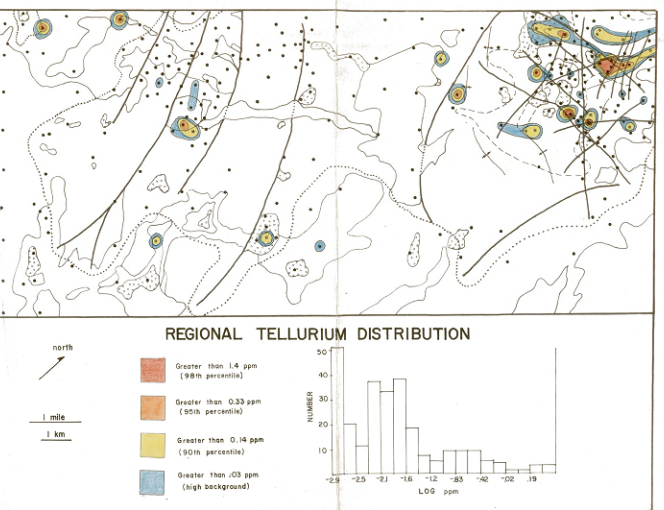 REGIONAL TELLURIUM DISTRIBUTION
north
1 mile
1 km
Greater than 1.4 ppm
(98th percentile)
Greater than 0.33 ppm
(95th percentile)
Greater than 0.14 ppm
(90th percentile)
Greater than .03 ppm
(high background)
NUMBER
50
40
30
20
10
-2.9 -2.5 -2.1 -1.6 -1.2 -.83 -.42 -.02 .19
LOG ppm